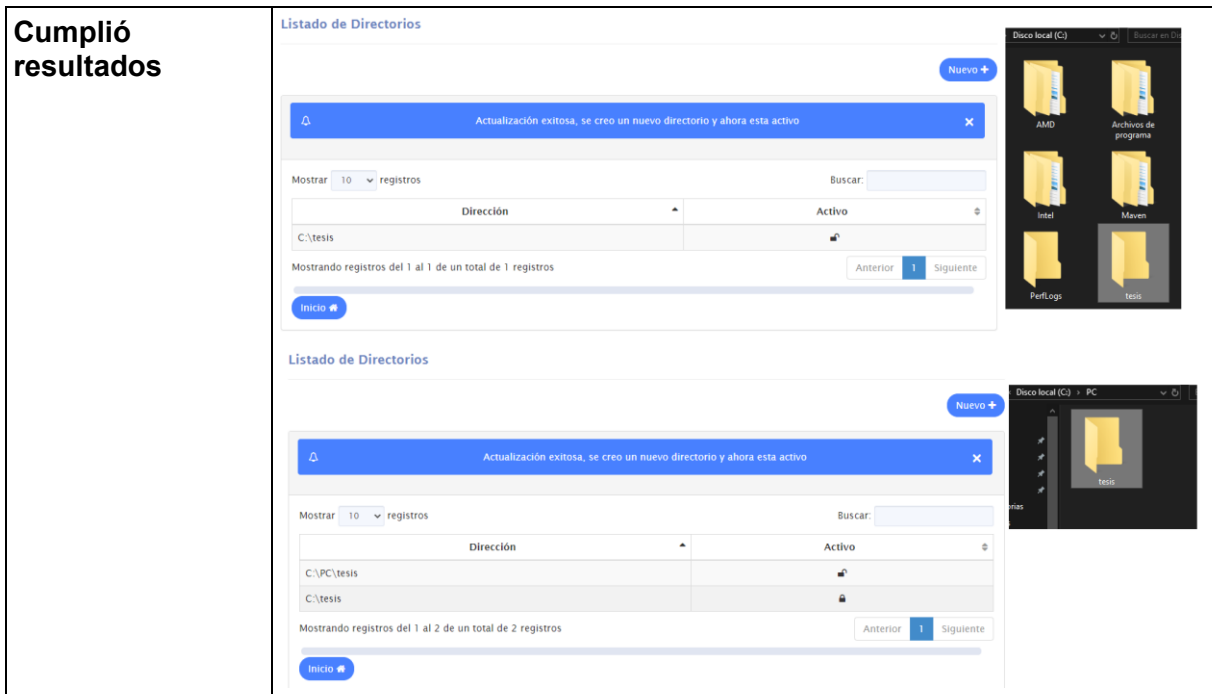 Cumplió
resultados
Listado de Directorios
Nuevo +
Actualización exitosa, se creo un nuevo directorio y ahora esta activo ×
Mostrar 10 registros Buscar:
Dirección Activo
C:\tesis
Mostrando registros del 1 al 1 de un total de 1 registros Anterior 1 Siguiente
Inicio
Disco local (C:) Buscar en
AMD Archivos de
programa
Intel Maven
PerfLogs tesis
Listado de Directorios
Nuevo +
Actualización exitosa, se creo un nuevo directorio y ahora esta activo ×
Mostrar 10 registros Buscar:
Dirección Activo
C:\PC\tesis
C:\tesis
Mostrando registros del 1 al 2 de un total de 2 registros Anterior 1 Siguiente
Inicio
Disco local (C:) > PC
tesis